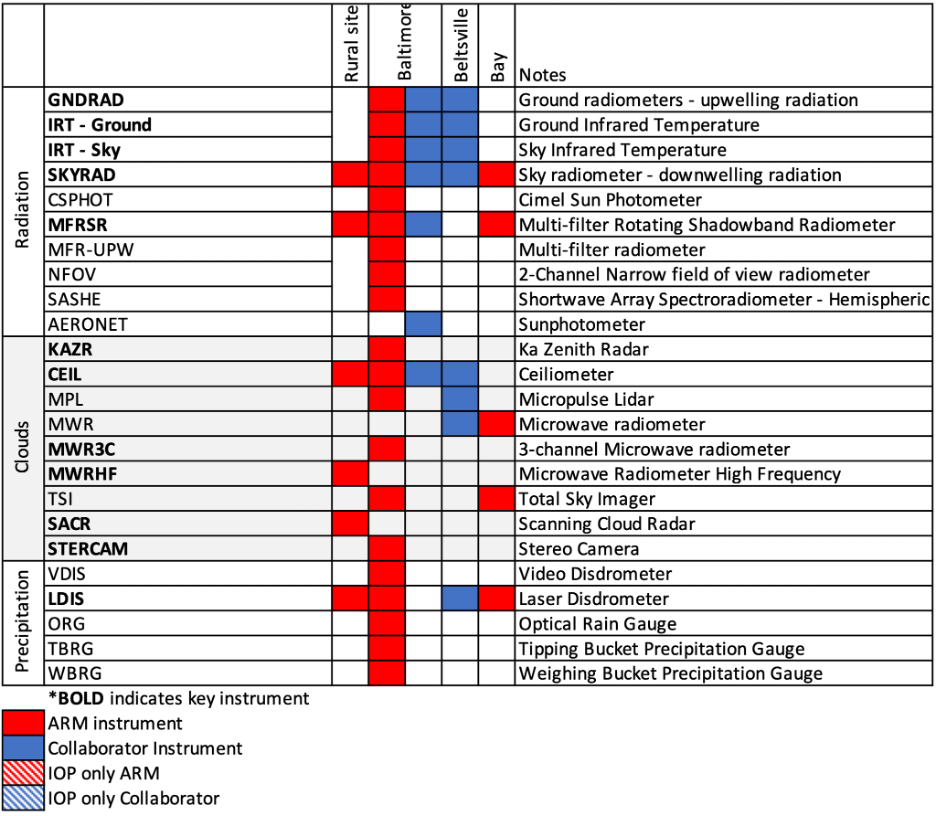 Rural site Baltimore Beltsville Bay Notes
Radiation
GNDRAD Ground radiometers - upwelling radiation
IRT - Ground Ground Infrared Temperature
IRT - Sky Sky Infrared Temperature
SKYRAD Sky radiometer - downwelling radiation
CSPHOT Cimel Sun Photometer
MFRSR Multi-filter Rotating Shadowband Radiometer
MFR-UPW Multi-filter radiometer
NFOV 2-Channel Narrow field of view radiometer
SASHE Shortwave Array Spectroradiometer - Hemispheric
AERONET Sunphotometer
Clouds
KAZR Ka Zenith Radar
CEIL Ceiliometer
MPL Micropulse Lidar
MWR Microwave radiometer
MWR3C 3-channel Microwave radiometer
MWRHF Microwave Radiometer High Frequency
TSI Total Sky Imager
SACR Scanning Cloud Radar
STERCAM Stereo Camera
Precipitation
VDIS Video Disdrometer
LDIS Laser Disdrometer
ORG Optical Rain Gauge
TBRG Tipping Bucket Precipitation Gauge
WBRG Weighing Bucket Precipitation Gauge
*BOLD indicates key instrument
ARM instrument
Collaborator Instrument
IOP only ARM
IOP only Collaborator